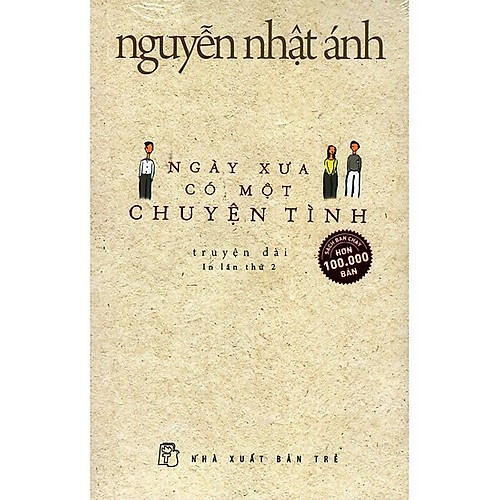 nguyễn nhật ánh
NGÀY XƯA
CÓ MỘT
CHUYỆN TÌNH
truyện dài
In lần thứ 2
SÁCH BÁN CHẠY
HƠN
100.000
BẢN
NHÀ XUẤT BẢN TRẺ